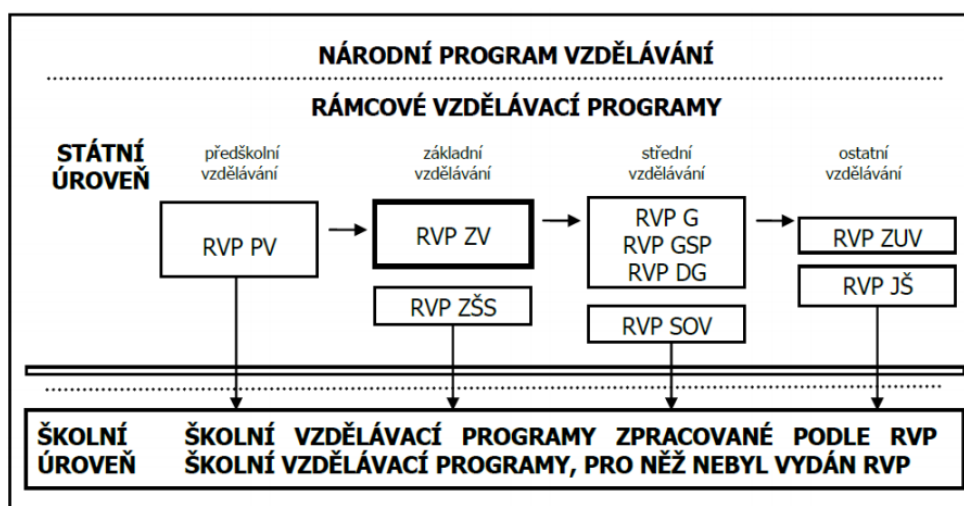 NÁRODNÍ PROGRAM VZDĚLÁVÁNÍ
RÁMCOVÉ VZDĚLÁVACÍ PROGRAMY
STÁTNÍ
ÚROVEŇ
předškolní
vzdělávání
základní
vzdělávání
střední
vzdělávání
ostatní
vzdělávání
RVP PV
RVP ZV
RVP G
RVP GSP
RVP DG
RVP ZUV
RVP ZŠS
RVP SOV
RVP JŠ
ŠKOLNÍ
ÚROVEŇ
ŠKOLNÍ VZDĚLÁVACÍ PROGRAMY ZPRACOVANÉ PODLE RVP
ŠKOLNÍ VZDĚLÁVACÍ PROGRAMY, PRO NĚŽ NEBYL VYDÁN RVP